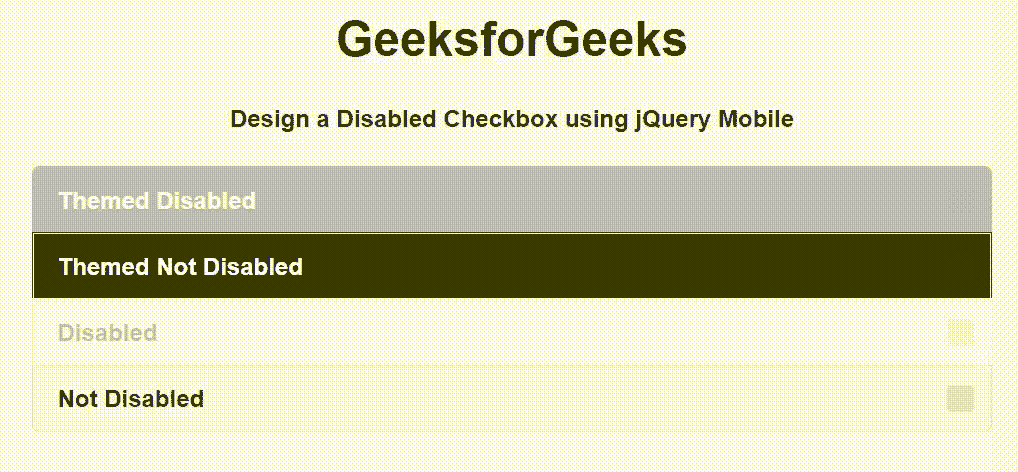 GeeksforGeeks
Design a Disabled Checkbox using jQuery Mobile
Themed Disabled
Themed Not Disabled
Disabled
Not Disabled